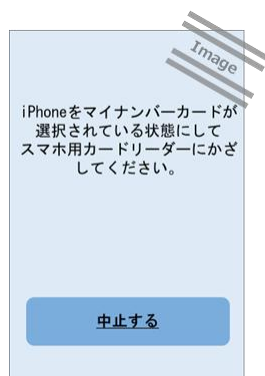 Image
iPhoneをマイナンバーカードが
選択されている状態にして
スマホ用カードリーダーにかざ
してください。
中止する